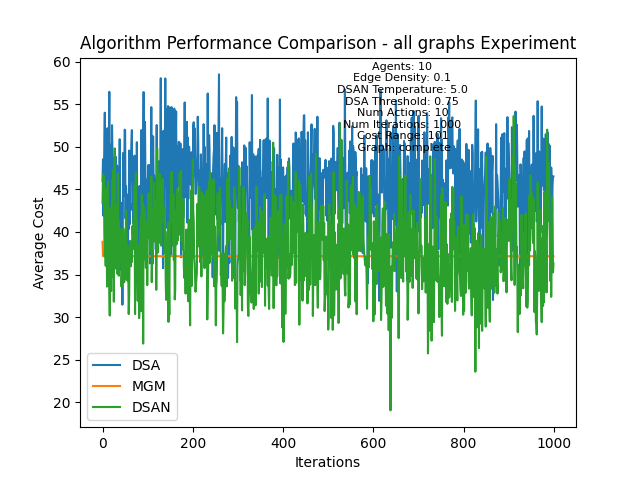 Algorithm Performance Comparison - all graphs Experiment
Agents: 10
Edge Density: 0.1
DSAN Temperature: 5.0
DSA Threshold: 0.75
Num Actions: 10
Num Iterations: 1000
Cost Range: 101
Graph: complete
60
55
50
45
40
35
30
25
20
Average Cost
DSA
MGM
DSAN
0
200
400
600
800
1000
Iterations